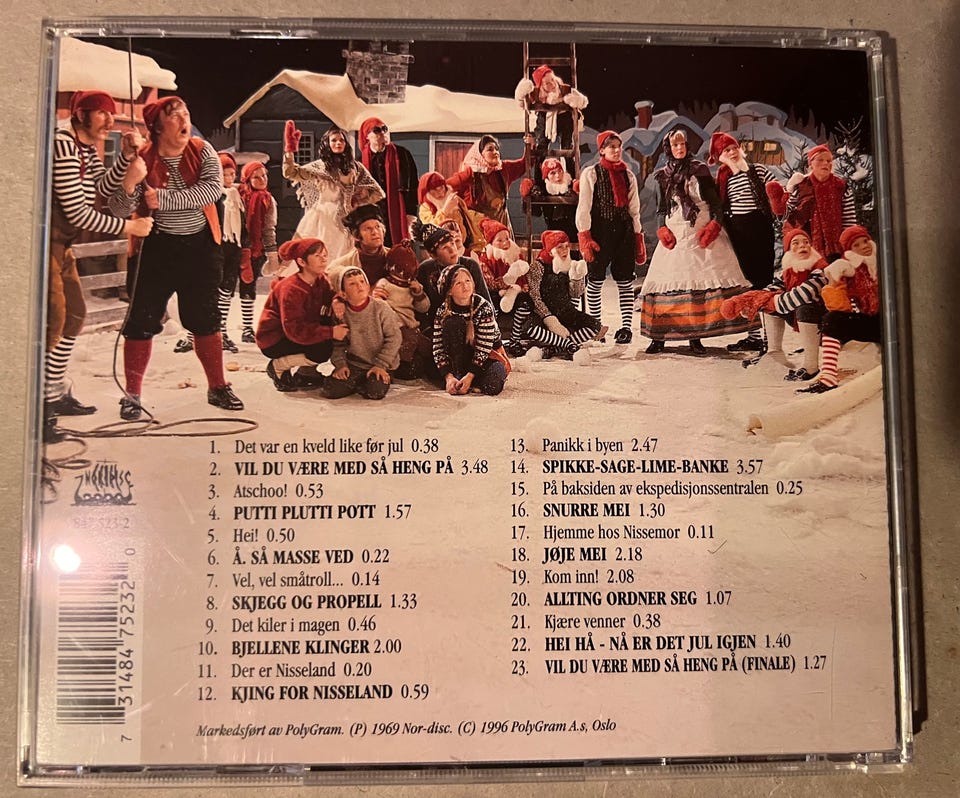 1. Det var en kveld like før jul 0.38
2. VIL DU VÆRE MED SÅ HENG PÅ 3.48
3. Atschoo! 0.53
4. PUTTI PLUTTI POTT 1.57
5. Hei! 0.50
6. Å. SÅ MASSE VED 0.22
7. Vel, vel småtroll... 0.14
8. SKJEGG OG PROPELL 1.33
9. Det kiler i magen 0.46
10. BJELLENE KLINGER 2.00
11. Der er Nisseland 0.20
12. KJING FOR NISSELAND 0.59
13. Panikk i byen 2.47
14. SPIKKE-SAGE-LIME-BANKE 3.57
15. På baksiden av ekspedisjonssentralen 0.25
16. SNURRE MEI 1.30
17. Hjemme hos Nissemor 0.11
18. JØJE MEI 2.18
19. Kom inn! 2.08
20. ALLTING ORDNER SEG 1.07
21. Kjære venner 0.38
22. HEI HÅ - NÅ ER DET JUL IGJEN 1.40
23. VIL DU VÆRE MED SÅ HENG PÅ (FINALE) 1.27
NORDISC
847 523-2
7 31484 75232 0
Markedsført av PolyGram. (P) 1969 Nor-disc. (C) 1996 PolyGram A.s, Oslo